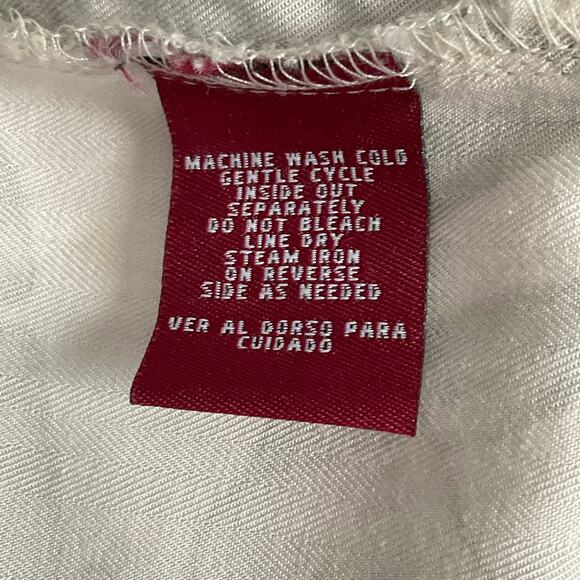 MACHINE WASH COLD
GENTLE CYCLE
INSIDE OUT
SEPARATELY
DO NOT BLEACH
LINE DRY
STEAM IRON
ON REVERSE
SIDE AS NEEDED
VER AL DORSO PARA
CUIDADO